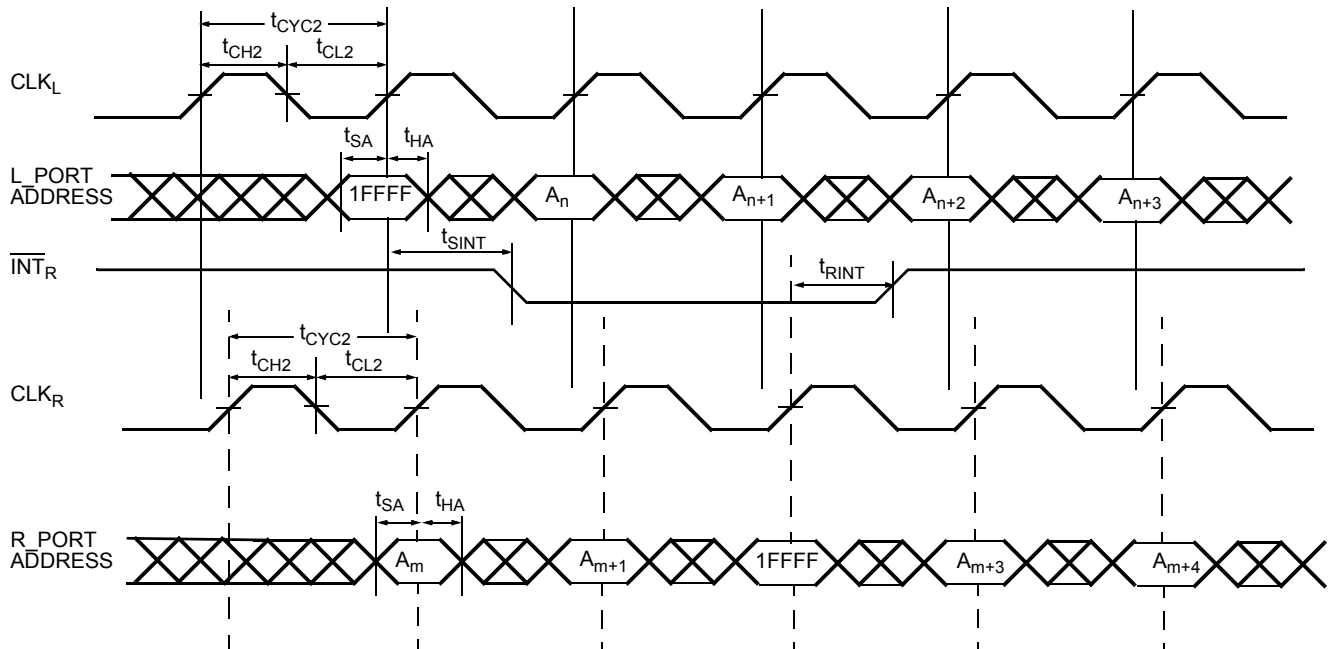 tCYC2
tCH2 tCL2
CLKL
tSA tHA
L_PORT
ADDRESS
1FFFF An An+1 An+2 An+3
tSINT
INTR
tRINT
tCYC2
tCH2 tCL2
CLKR
tSA tHA
R_PORT
ADDRESS
Am Am+1 1FFFF Am+3 Am+4